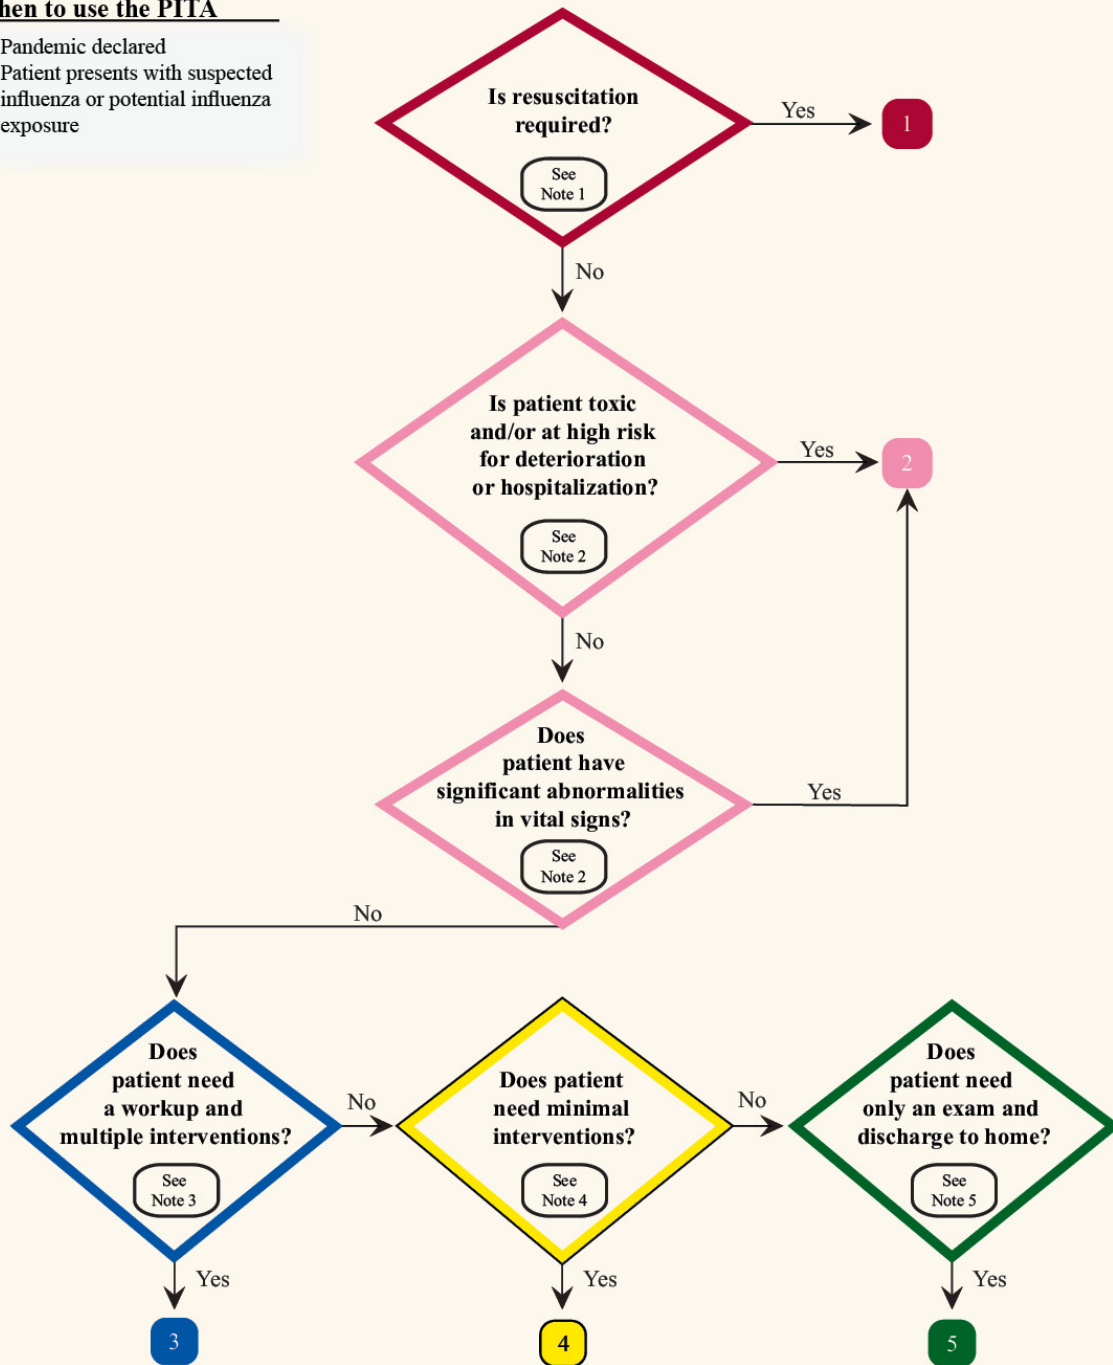 hen to use the PITA
Pandemic declared
Patient presents with suspected
influenza or potential influenza
exposure
Is resuscitation
required?
See
Note 1
Yes
1
No
Is patient toxic
and/or at high risk
for deterioration
or hospitalization?
See
Note 2
Yes
2
No
Does
patient have
significant abnormalities
in vital signs?
See
Note 2
Yes
No
Does
patient need
a workup and
multiple interventions?
See
Note 3
No
Does patient
need minimal
interventions?
See
Note 4
No
Does
patient need
only an exam and
discharge to home?
See
Note 5
Yes
Yes
Yes
3
4
5